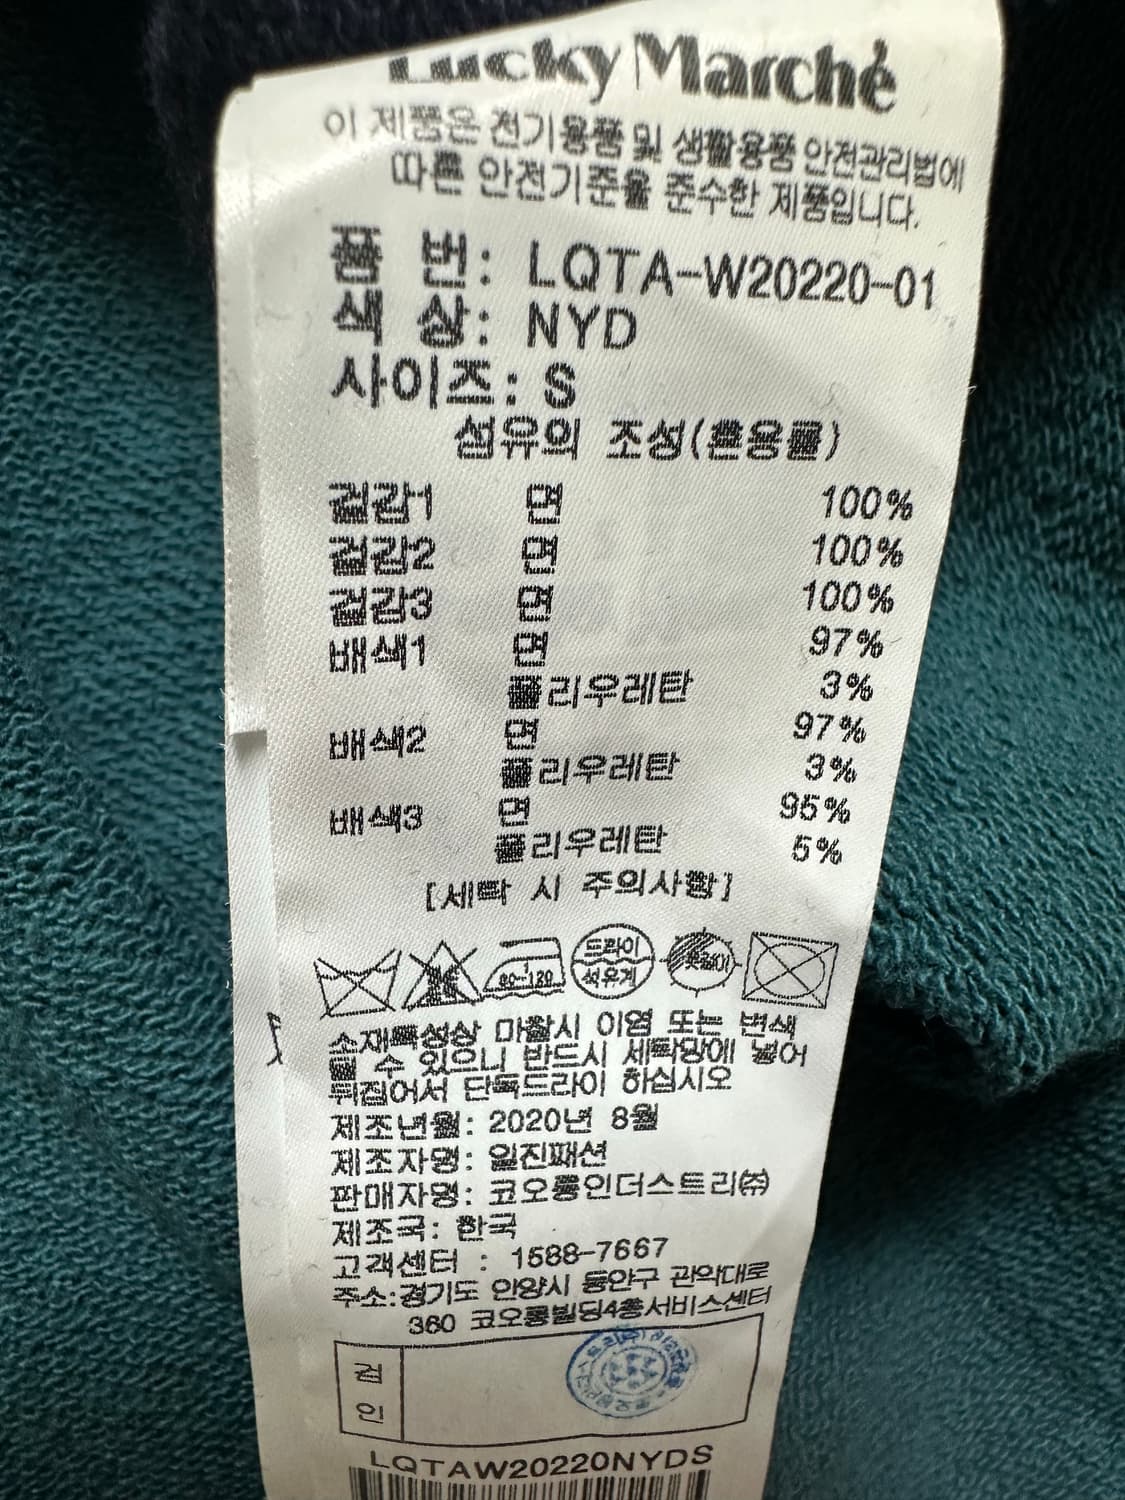 Lucky Marché
이 제품은 전기용품 및 생활용품 안전관리법에
따른 안전기준을 준수한 제품입니다.
품 번: LQTA-W20220-01
색 상: NYD
사이즈: S
섬유의 조성(혼용률)
겉감1 면 100%
겉감2 면 100%
겉감3 면 100%
배색1 면 97%
폴리우레탄 3%
배색2 면 97%
폴리우레탄 3%
배색3 면 95%
폴리우레탄 5%
[세탁 시 주의사항]
80~120
드라이
석유계
옷걸이
소재특성상 마찰시 이염 또는 변색
될 수 있으니 반드시 세탁망에 넣어
뒤집어서 단독드라이 하십시오
제조년월: 2020년 8월
제조자명: 일진패션
판매자명: 코오롱인더스트리㈜
제조국: 한국
고객센터 : 1588-7667
주소:경기도 안양시 동안구 관악대로
360 코오롱빌딩4층서비스센터
검
인
LQTAW20220NYDS